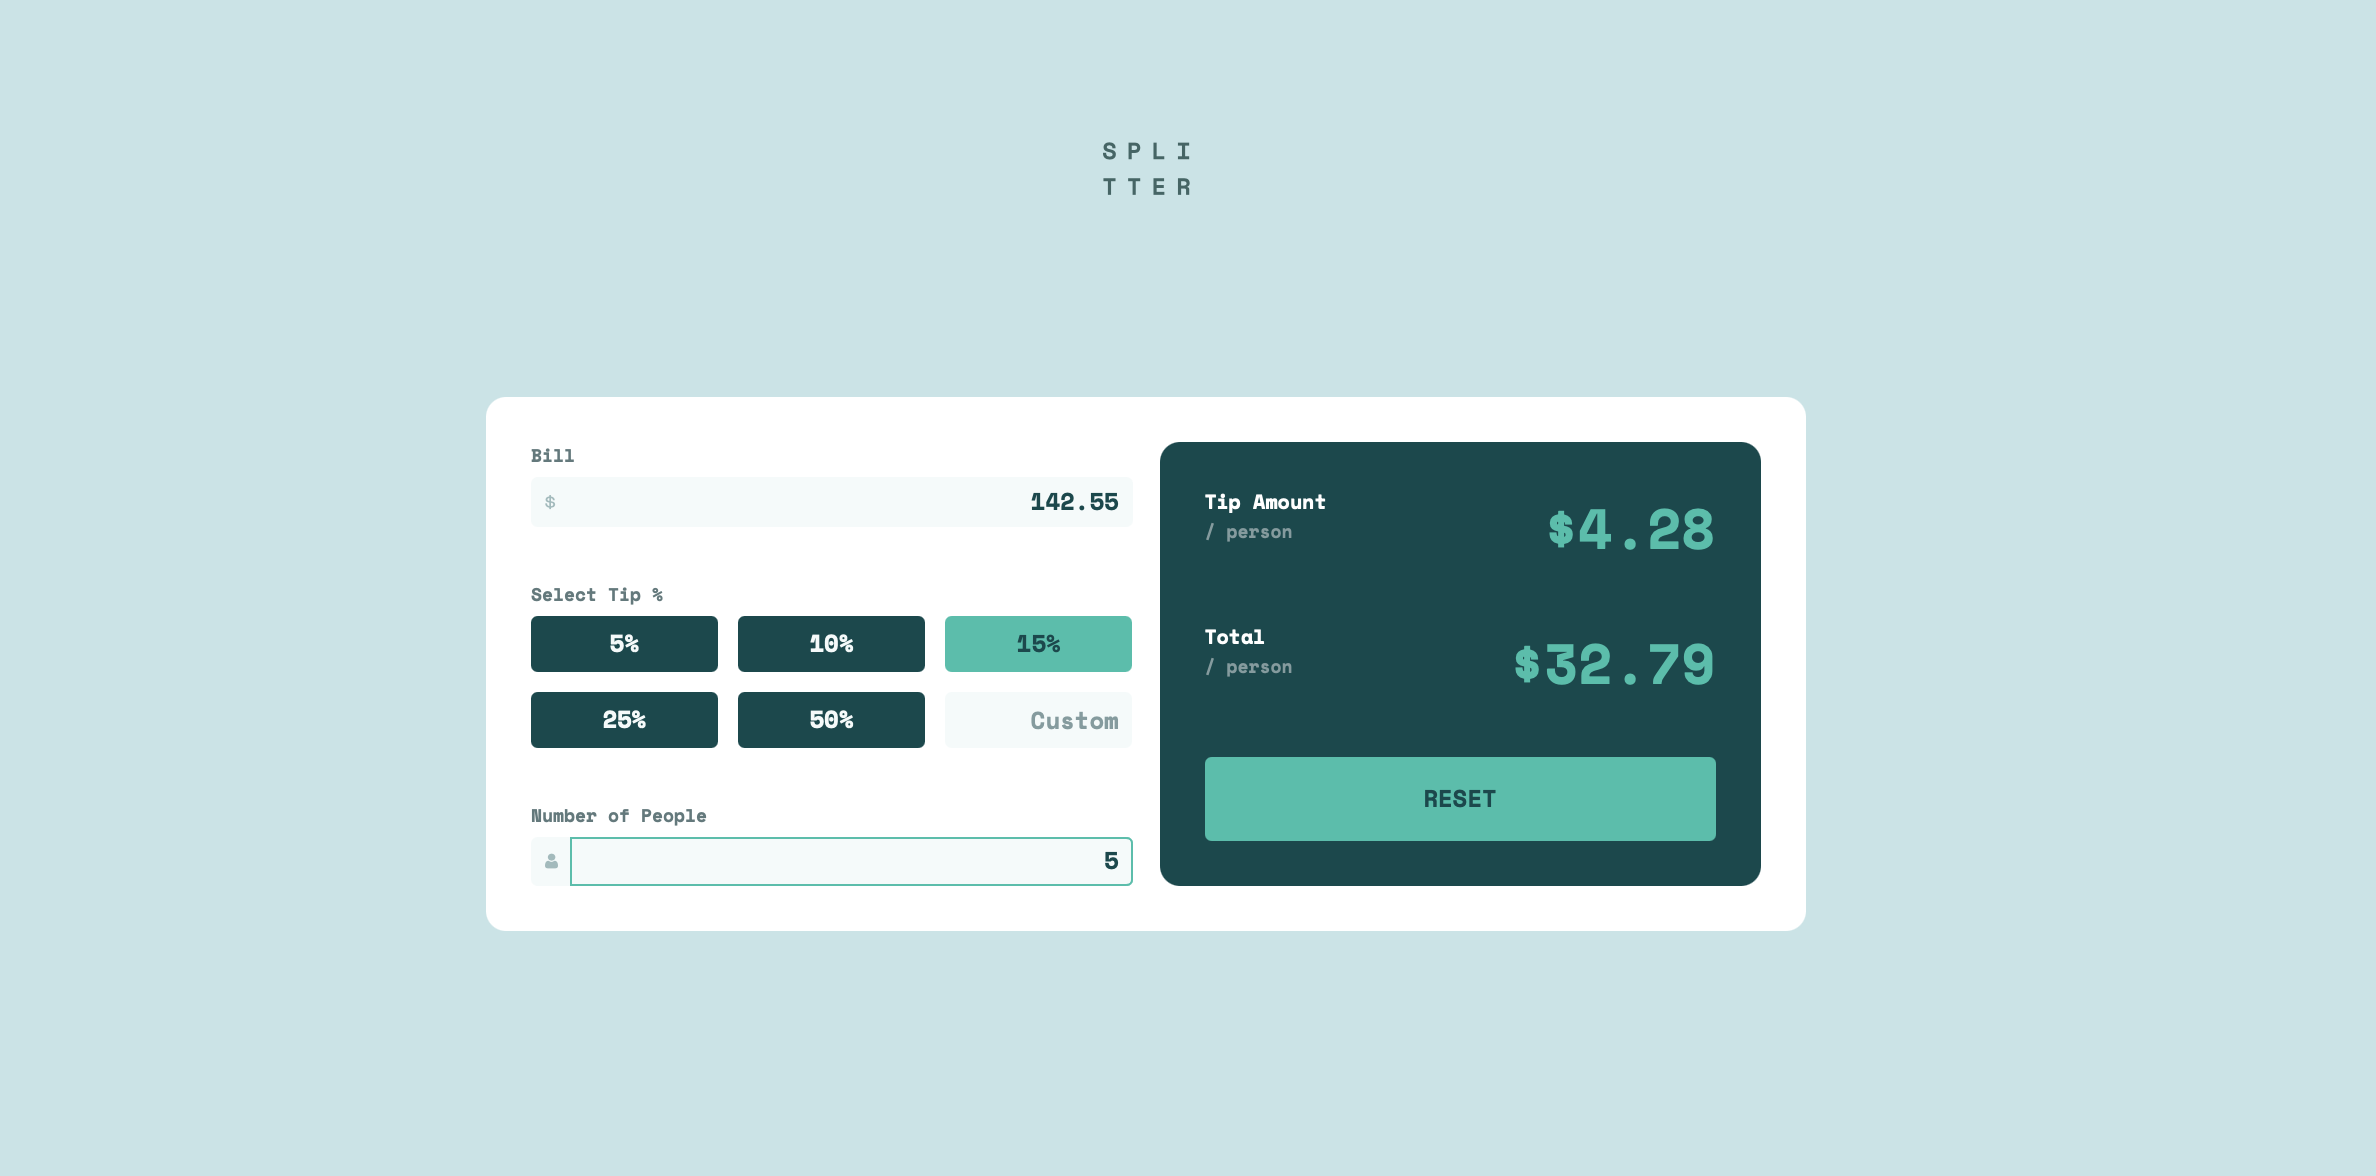 SPLI
TTER
Bill
$ 142.55
Select Tip %
5% 10% 15%
25% 50% Custom
Number of People
5
Tip Amount
/ person
$4.28
Total
/ person
$32.79
RESET